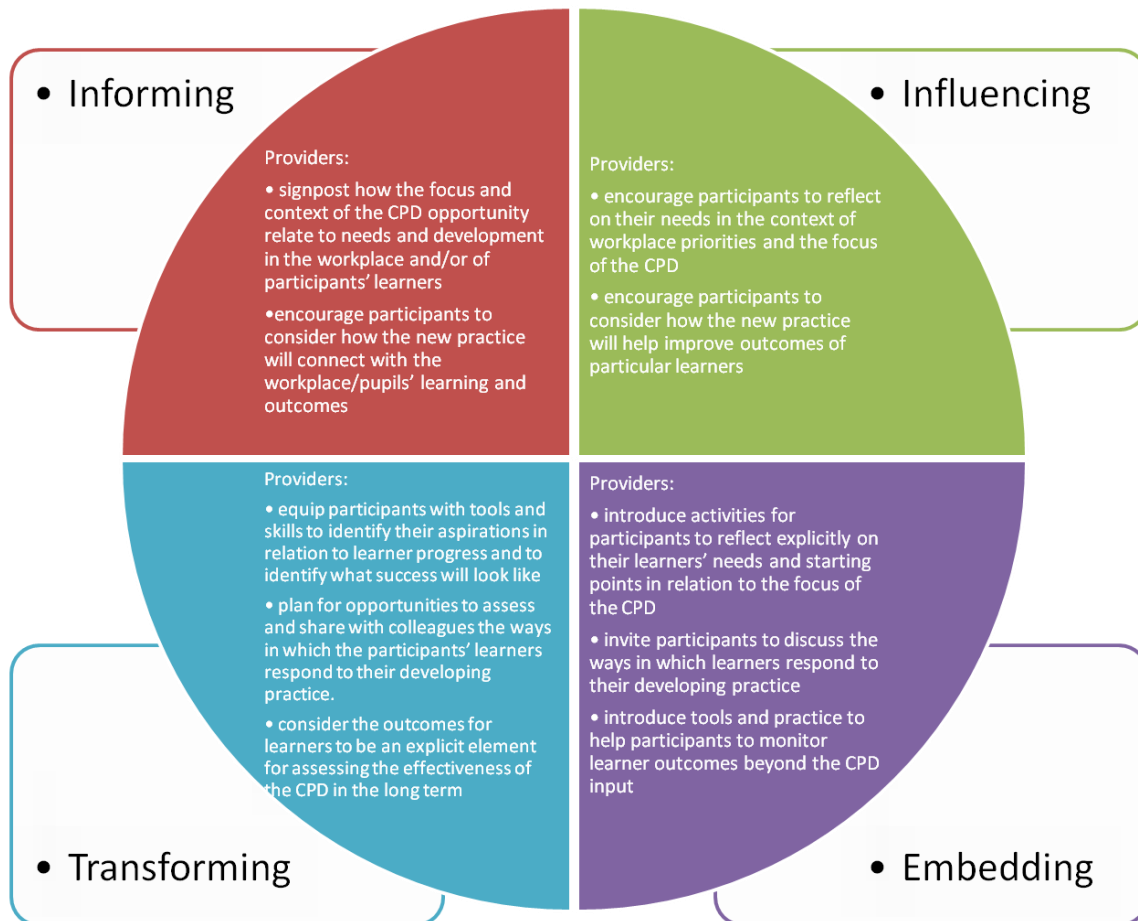 • Informing
Providers:
• signpost how the focus and
context of the CPD opportunity
relate to needs and development
in the workplace and/or of
participants’ learners
•encourage participants to
consider how the new practice
will connect with the
workplace/pupils’ learning and
outcomes
• Influencing
Providers:
• encourage participants to reflect
on their needs in the context of
workplace priorities and the focus
of the CPD
• encourage participants to
consider how the new practice
will help improve outcomes of
particular learners
Providers:
• equip participants with tools and
skills to identify their aspirations in
relation to learner progress and to
identify what success will look like
• plan for opportunities to assess
and share with colleagues the ways
in which the participants’ learners
respond to their developing
practice.
• consider the outcomes for
learners to be an explicit element
for assessing the effectiveness of
the CPD in the long term
• Transforming
Providers:
• introduce activities for
participants to reflect explicitly on
their learners’ needs and starting
points in relation to the focus of
the CPD
• invite participants to discuss the
ways in which learners respond to
their developing practice
• introduce tools and practice to
help participants to monitor
learner outcomes beyond the CPD
input
• Embedding